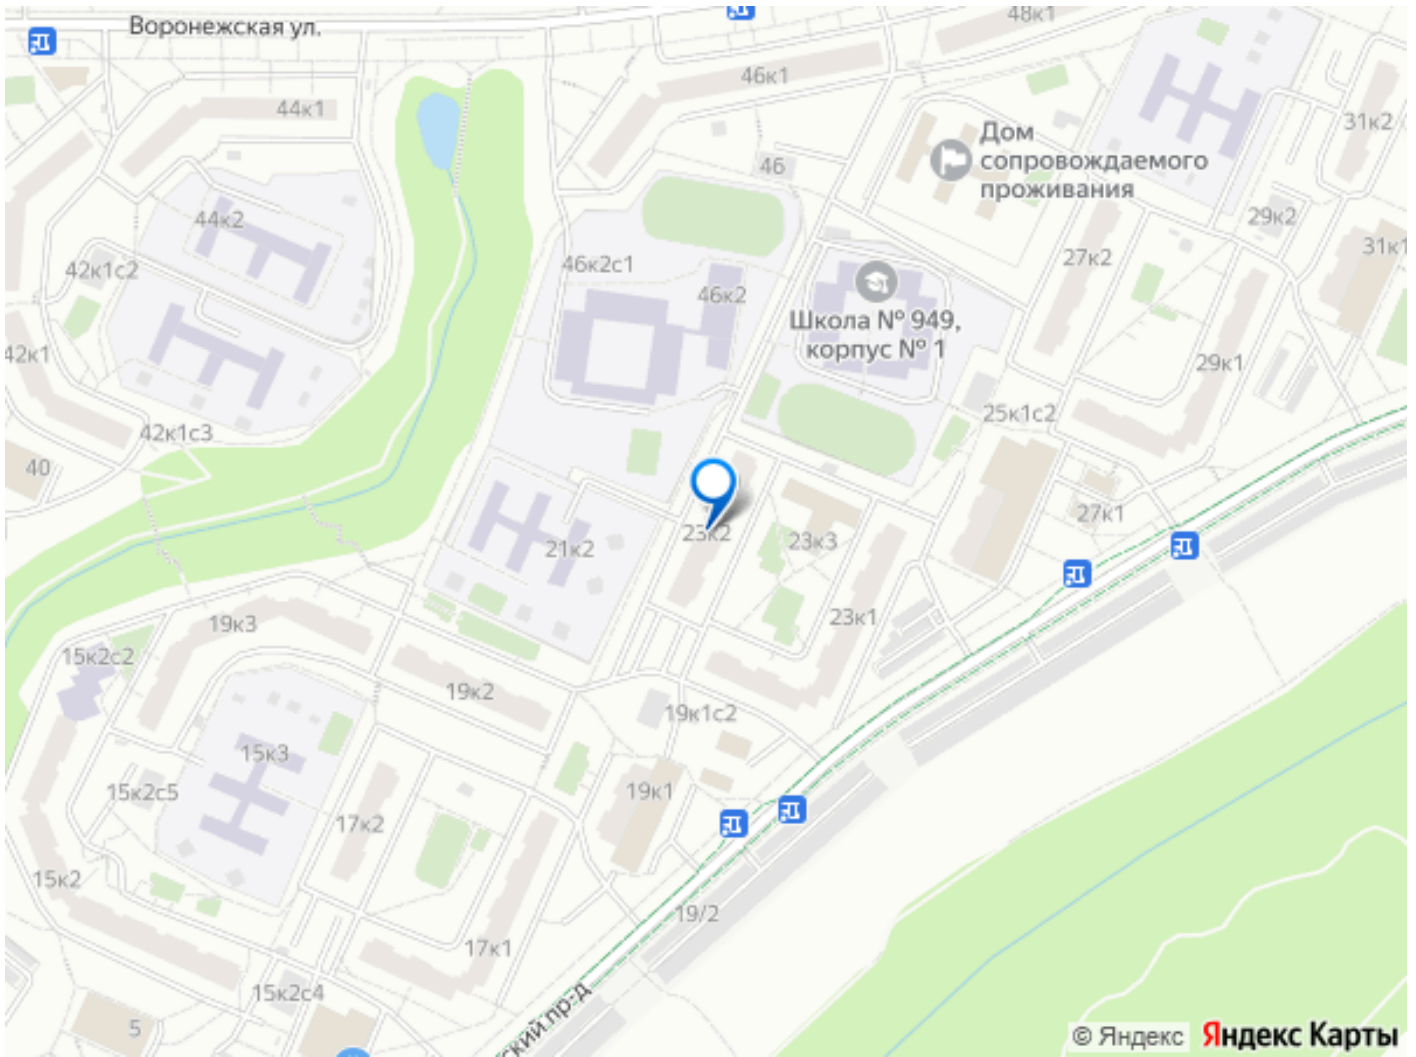 48к1
Воронежская ул.
46к1
44к1
31к2
Дом
сопровождаемого
проживания
46
44к2
29к2
31к1
27к2
42к1с2
46к2с1
46к2
Школа № 949,
корпус № 1
42к1
29к1
25к1с2
42к1с3
40
27к1
23к2
23к3
21к2
23к1
19к3
15к2с2
19к2
19к1с2
15к3
15к2с5
19к1
17к2
15к2
19/2
17к1
15к2с4
ский пр-д
5
© Яндекс Яндекс Карты